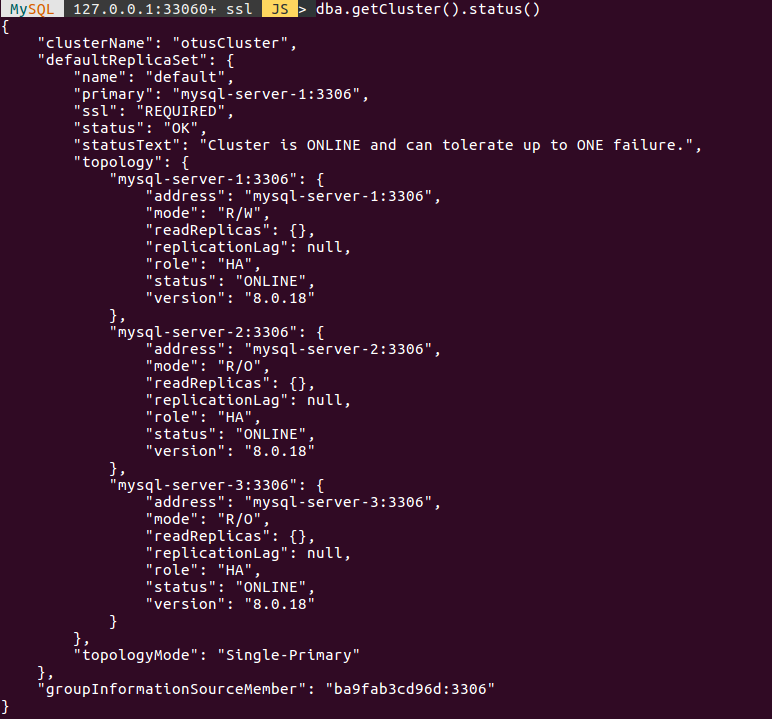 MySQL 127.0.0.1:33060+ ssl JS > dba.getCluster().status()
{
    "clusterName": "otusCluster",
    "defaultReplicaSet": {
        "name": "default",
        "primary": "mysql-server-1:3306",
        "ssl": "REQUIRED",
        "status": "OK",
        "statusText": "Cluster is ONLINE and can tolerate up to ONE failure.",
        "topology": {
            "mysql-server-1:3306": {
                "address": "mysql-server-1:3306",
                "mode": "R/W",
                "readReplicas": {},
                "replicationLag": null,
                "role": "HA",
                "status": "ONLINE",
                "version": "8.0.18"
            },
            "mysql-server-2:3306": {
                "address": "mysql-server-2:3306",
                "mode": "R/O",
                "readReplicas": {},
                "replicationLag": null,
                "role": "HA",
                "status": "ONLINE",
                "version": "8.0.18"
            },
            "mysql-server-3:3306": {
                "address": "mysql-server-3:3306",
                "mode": "R/O",
                "readReplicas": {},
                "replicationLag": null,
                "role": "HA",
                "status": "ONLINE",
                "version": "8.0.18"
            }
        },
        "topologyMode": "Single-Primary"
    },
    "groupInformationSourceMember": "ba9fab3cd96d:3306"
}